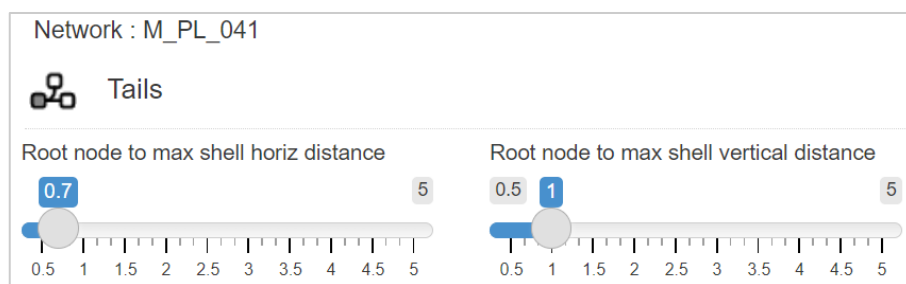 Network : M_PL_041
Tails
Root node to max shell horiz distance
0.7 5
0.5 1 1.5 2 2.5 3 3.5 4 4.5 5
Root node to max shell vertical distance
0.5 1 5
0.5 1 1.5 2 2.5 3 3.5 4 4.5 5